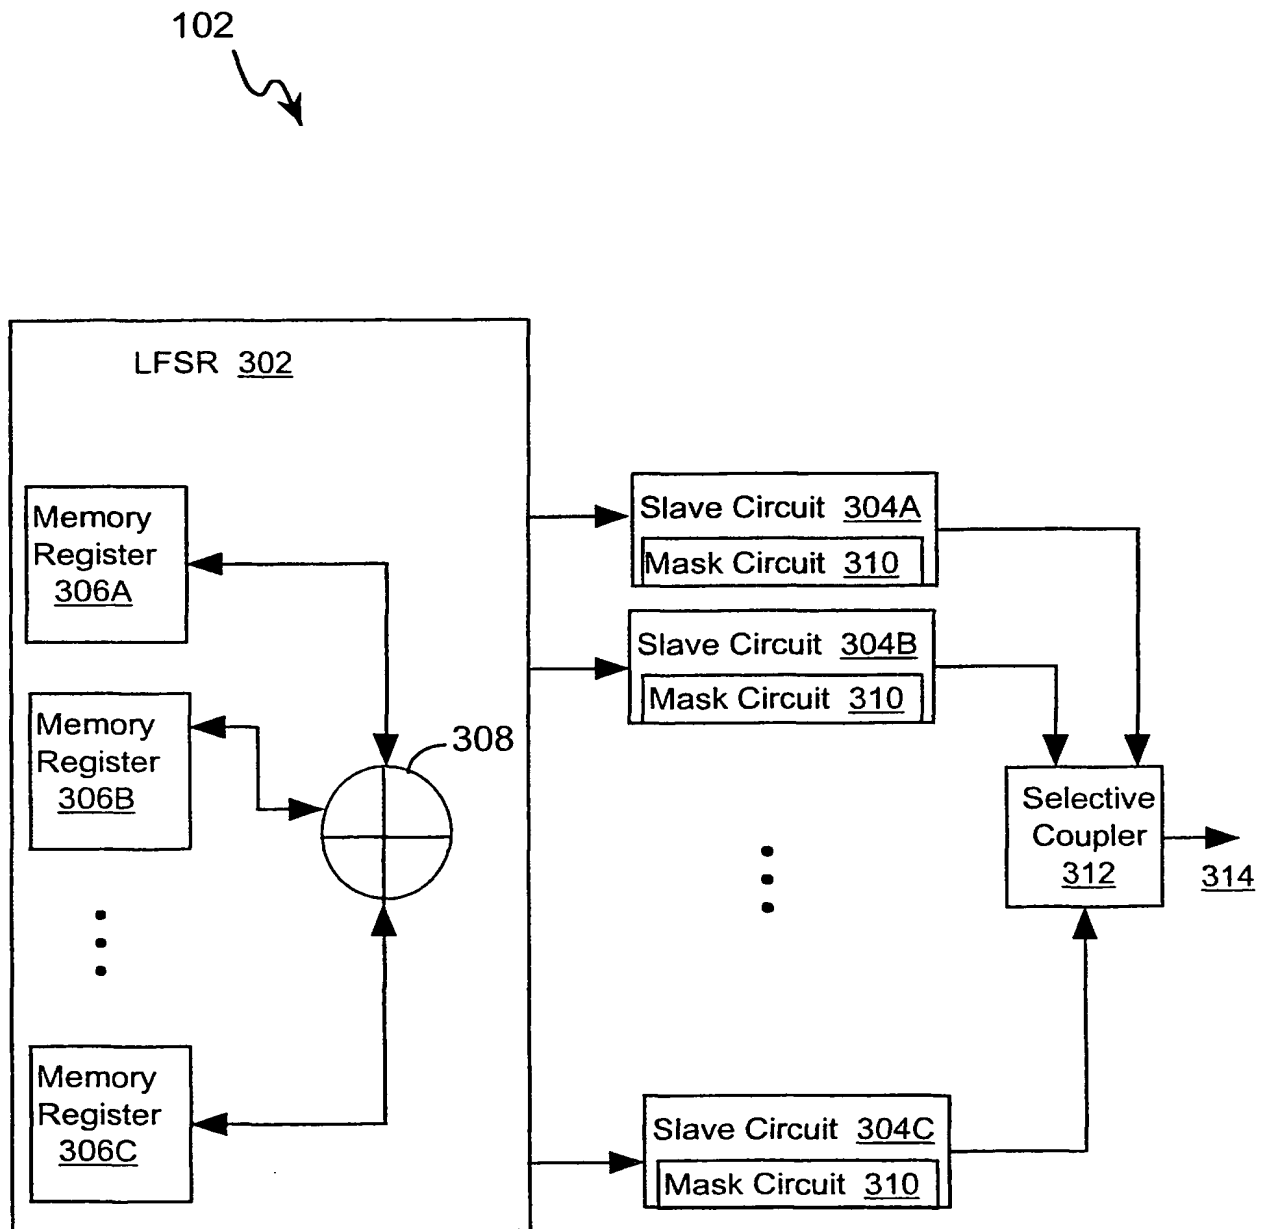 102
LFSR 302
Memory
Register
306A
Memory
Register
306B
Memory
Register
306C
308
Slave Circuit 304A
Mask Circuit 310
Slave Circuit 304B
Mask Circuit 310
Slave Circuit 304C
Mask Circuit 310
Selective
Coupler
312
314